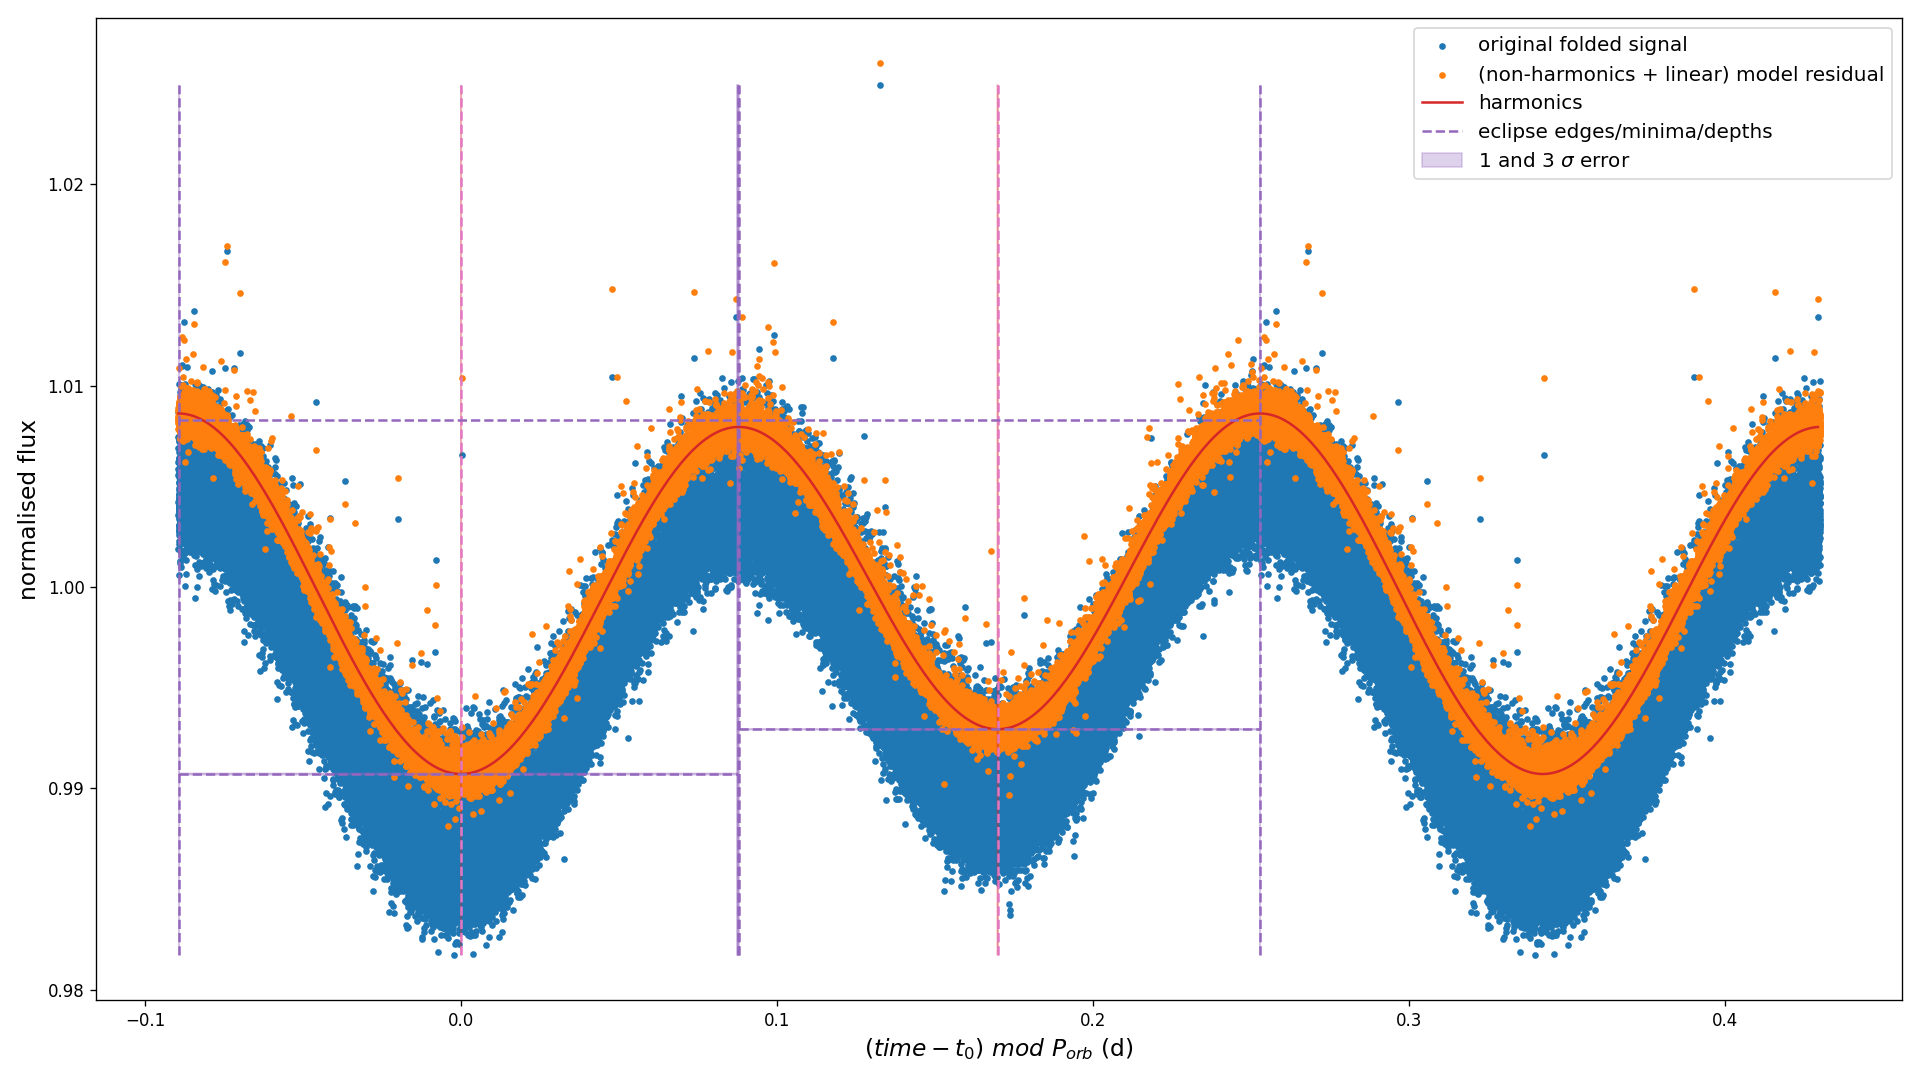 original folded signal
(non-harmonics + linear) model residual
harmonics
eclipse edges/minima/depths
1 and 3 σ error
normalised flux
1.02
1.01
1.00
0.99
0.98
−0.1
0.0
0.1
0.2
0.3
0.4
(time − t₀) mod Pₒᵣb (d)